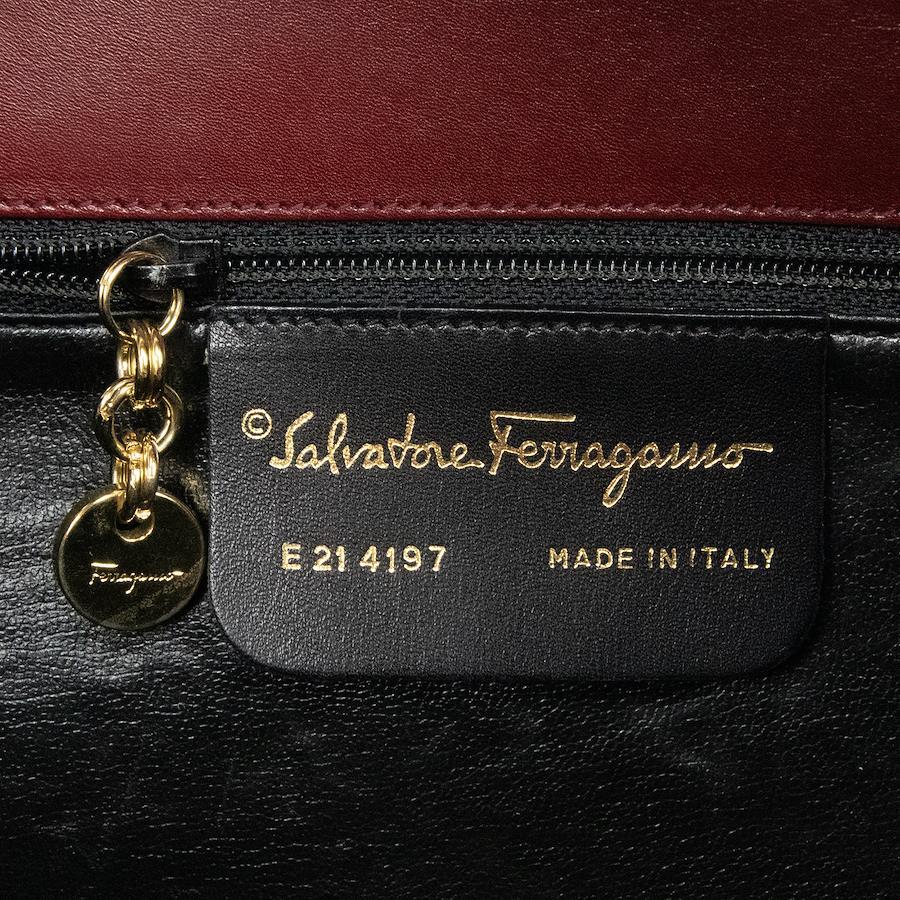 © Salvatore Ferragamo
E 21 4197 MADE IN ITALY
Ferragamo